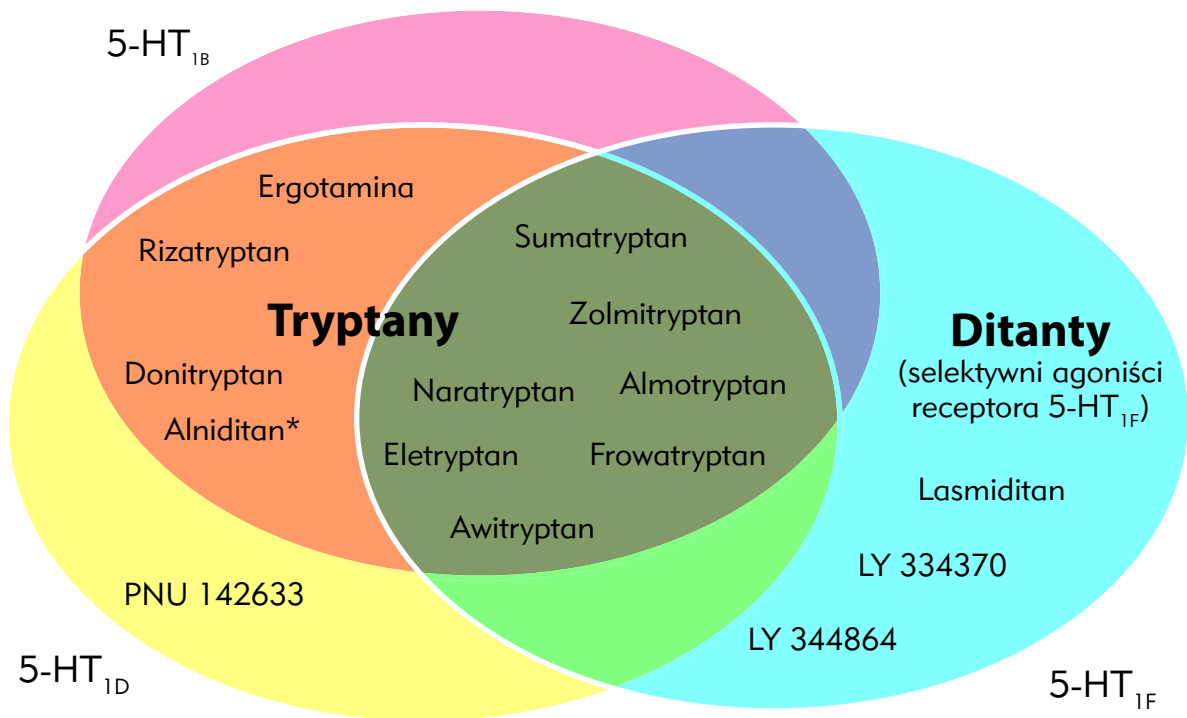 5-HT1B
Ergotamina
Rizatryptan
Sumatryptan
Tryptany
Zolmitryptan
Ditanty
(selektywni agoniści
receptora 5-HT1F)
Donitryptan
Naratryptan
Almotryptan
Alniditan*
Eletryptan
Frowatryptan
Lasmiditan
Awitryptan
LY 334370
PNU 142633
LY 344864
5-HT1D
5-HT1F